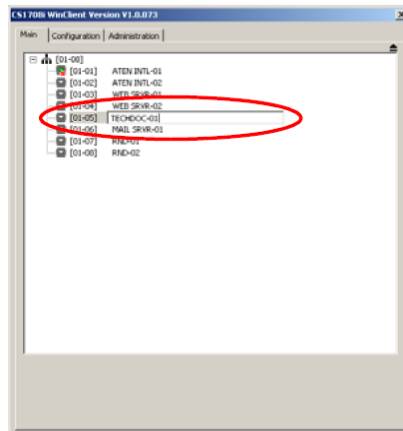 CS1708i WinClient Version V1.0.073
Main Configuration Administration
[01-00]
[01-01] ATEN INTL-01
[01-02] ATEN INTL-02
[01-03] WEB SRVR-01
[01-04] WEB SRVR-02
[01-05] TECHDOC-01
[01-06] MAIL SRVR-01
[01-07] RND-01
[01-08] RND-02